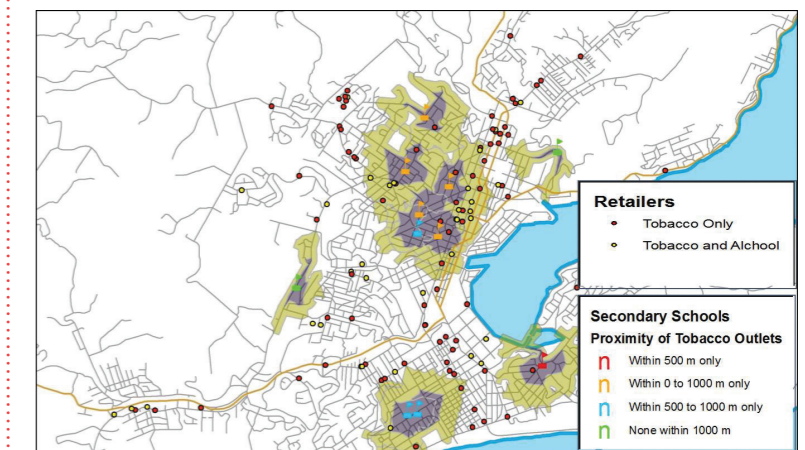 Retailers
Tobacco Only
Tobacco and Alchool
Secondary Schools
Proximity of Tobacco Outlets
n Within 500 m only
n Within 0 to 1000 m only
n Within 500 to 1000 m only
n None within 1000 m